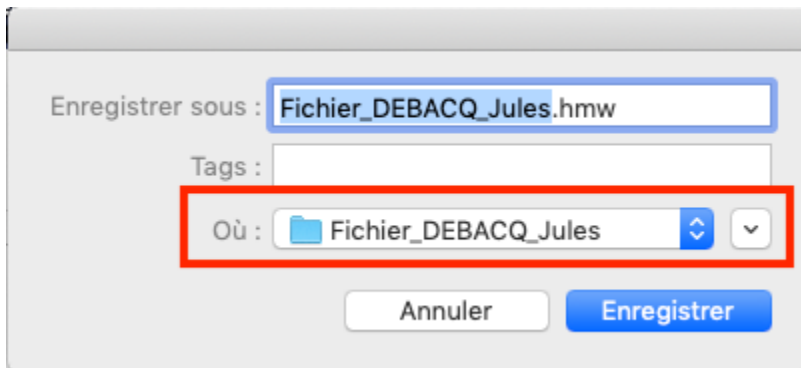 Enregistrer sous : Fichier_DEBACQ_Jules.hmw
Tags :
Où : Fichier_DEBACQ_Jules
Annuler Enregistrer